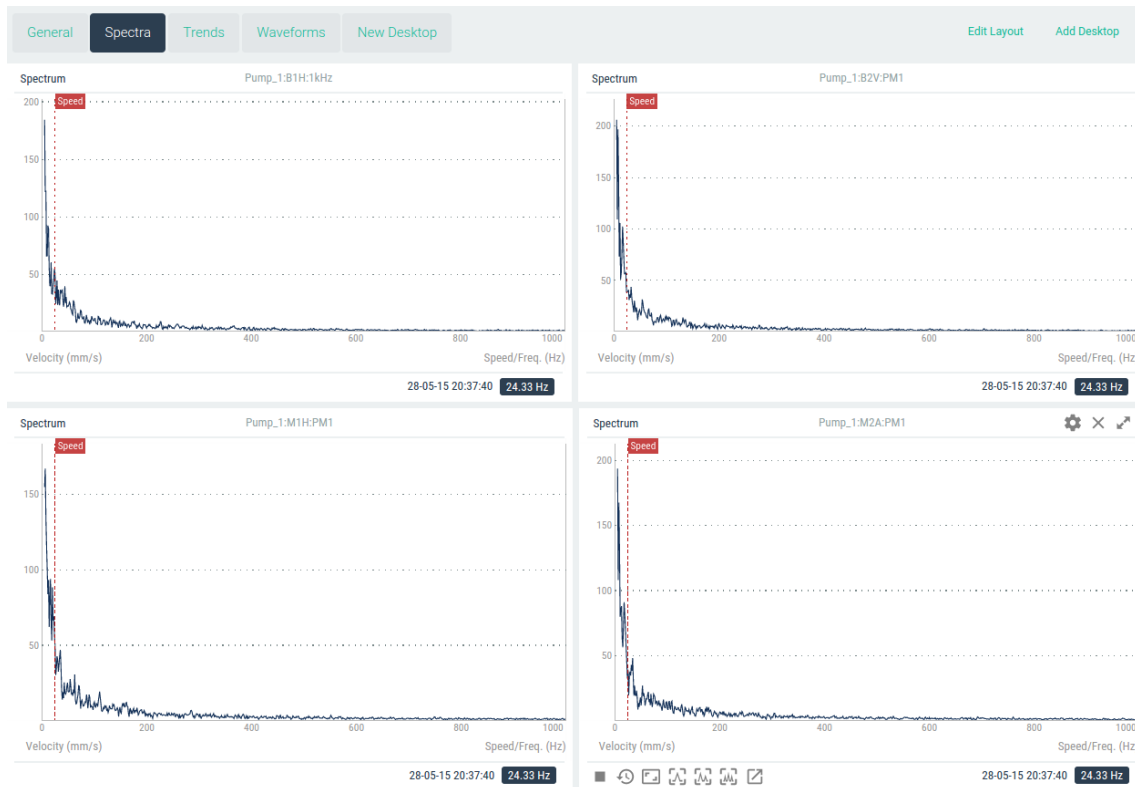 General Spectra Trends Waveforms New Desktop Edit Layout Add Desktop
Spectrum Pump_1:B1H:1kHz
Speed
200
150
100
50
0 200 400 600 800 1000
Velocity (mm/s) Speed/Freq. (Hz)
28-05-15 20:37:40 24.33 Hz
Spectrum Pump_1:B2V:PM1
Speed
200
150
100
50
0 200 400 600 800 1000
Velocity (mm/s) Speed/Freq. (Hz)
28-05-15 20:37:40 24.33 Hz
Spectrum Pump_1:M1H:PM1
Speed
150
100
50
0 200 400 600 800 1000
Velocity (mm/s) Speed/Freq. (Hz)
28-05-15 20:37:40 24.33 Hz
Spectrum Pump_1:M2A:PM1
Speed
200
150
100
50
0 200 400 600 800 1000
Velocity (mm/s) Speed/Freq. (Hz)
28-05-15 20:37:40 24.33 Hz